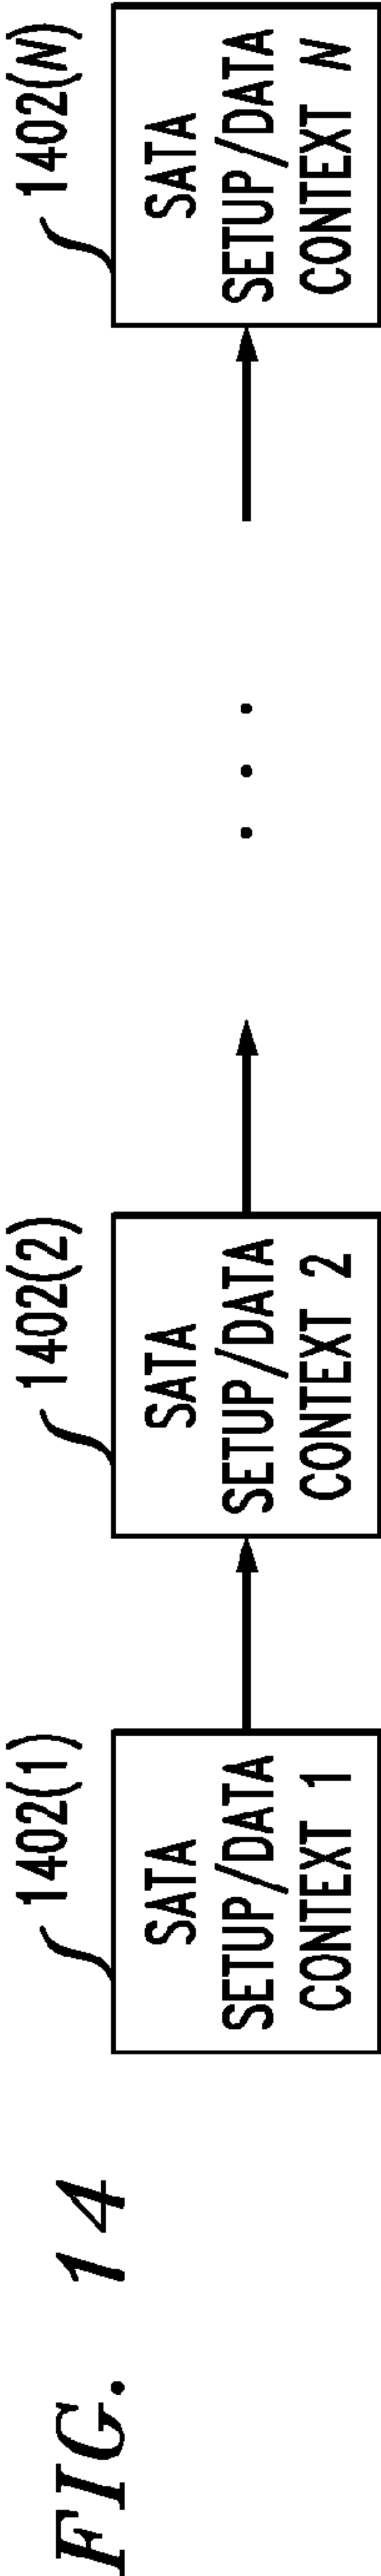 FIG. 14
1402(1)
SATA
SETUP/DATA
CONTEXT 1
1402(2)
SATA
SETUP/DATA
CONTEXT 2
. . .
1402(N)
SATA
SETUP/DATA
CONTEXT N